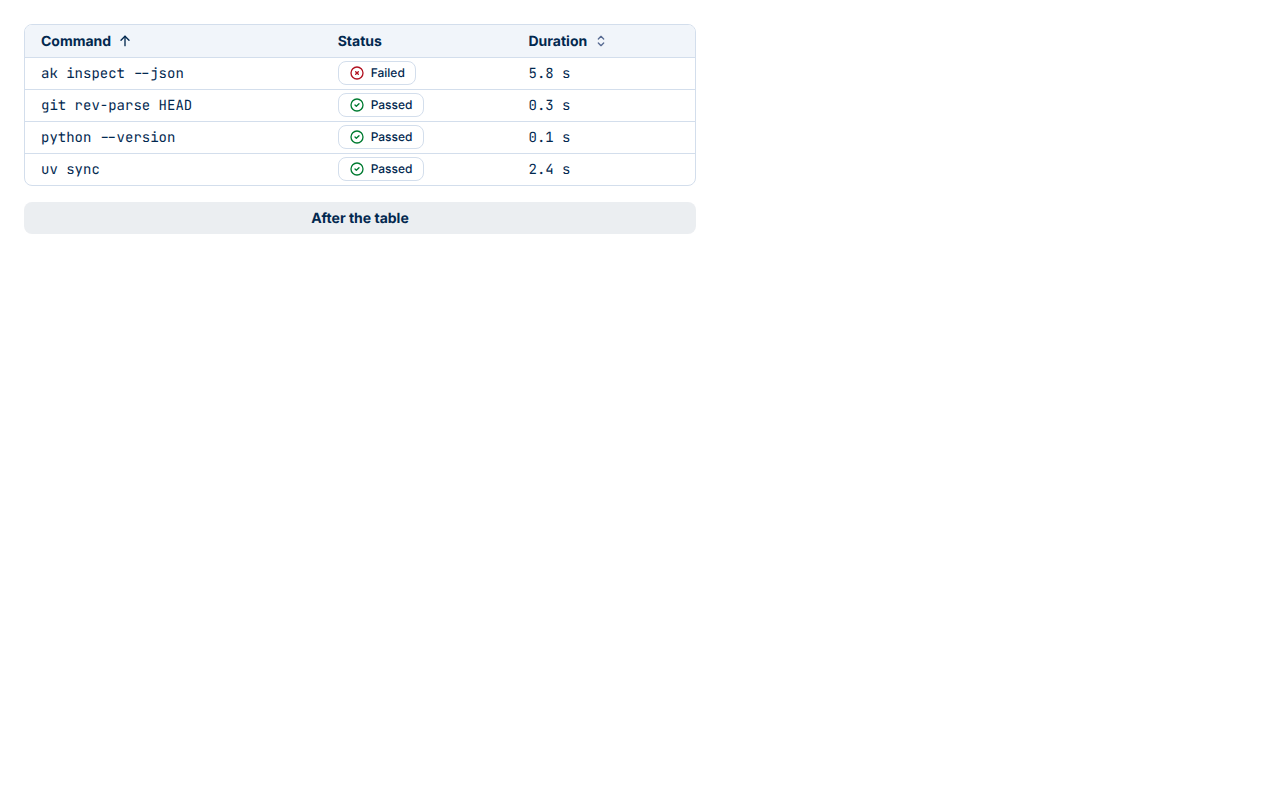 Command Status Duration
ak inspect --json Failed 5.8 s
git rev-parse HEAD Passed 0.3 s
python --version Passed 0.1 s
uv sync Passed 2.4 s
After the table